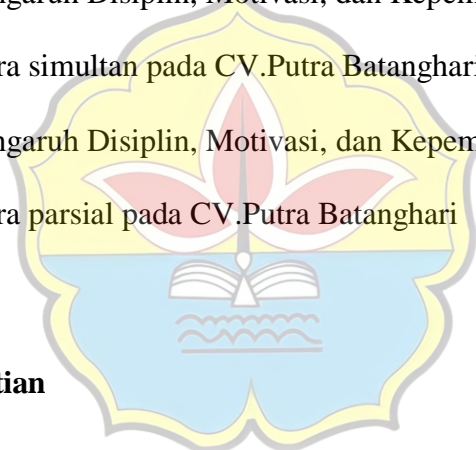 ngaruh Disiplin, Motivasi, dan Kepem
ra simultan pada CV.Putra Batanghari
ngaruh Disiplin, Motivasi, dan Kepem
ra parsial pada CV.Putra Batanghari
tian